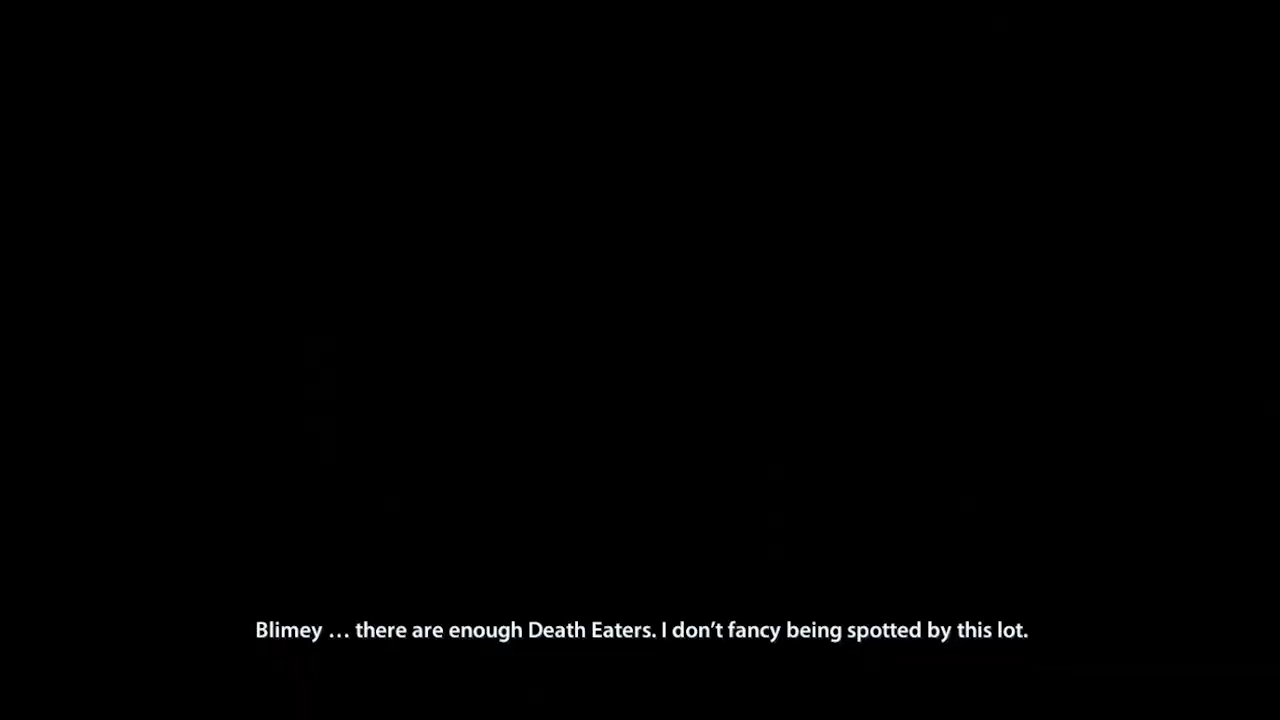 Blimey … there are enough Death Eaters. I don’t fancy being spotted by this lot.